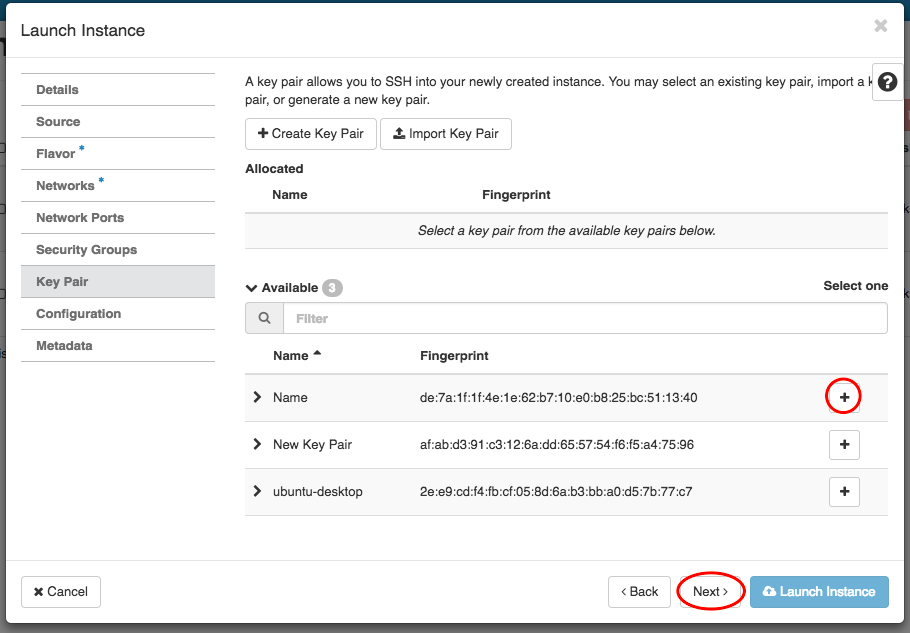 Launch Instance
Details
Source
Flavor *
Networks *
Network Ports
Security Groups
Key Pair
Configuration
Metadata
A key pair allows you to SSH into your newly created instance. You may select an existing key pair, import a
pair, or generate a new key pair.
Create Key Pair
Import Key Pair
Allocated
Name Fingerprint
Select a key pair from the available key pairs below.
Available 3
Select one
Filter
Name Fingerprint
Name de:7a:1f:1f:4e:1e:62:b7:10:e0:b8:25:bc:51:13:40
New Key Pair af:ab:d3:91:c3:12:6a:dd:65:57:54:f6:f5:a4:75:96
ubuntu-desktop 2e:e9:cd:f4:fb:cf:05:8d:6a:b3:bb:a0:d5:7b:77:c7
Cancel
Back
Next
Launch Instance